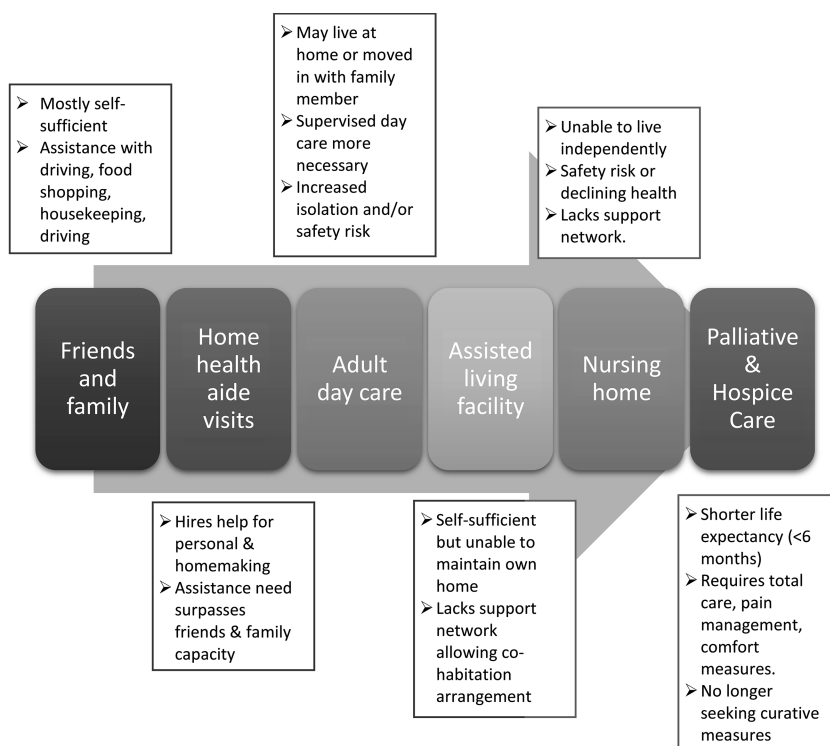 ➢ May live at
home or moved
in with family
member
➢ Supervised day
care more
necessary
➢ Increased
isolation and/or
safety risk
➢ Mostly self-
sufficient
➢ Assistance with
driving, food
shopping,
housekeeping,
driving
➢ Unable to live
independently
➢ Safety risk or
declining health
➢ Lacks support
network.
Friends
and
family
Home
health
aide
visits
Adult
day care
Assisted
living
facility
Nursing
home
Palliative
&
Hospice
Care
➢ Hires help for
personal &
homemaking
➢ Assistance need
surpasses
friends & family
capacity
➢ Self-sufficient
but unable to
maintain own
home
➢ Lacks support
network
allowing co-
habitation
arrangement
➢ Shorter life
expectancy (<6
months)
➢ Requires total
care, pain
management,
comfort
measures.
➢ No longer
seeking curative
measures